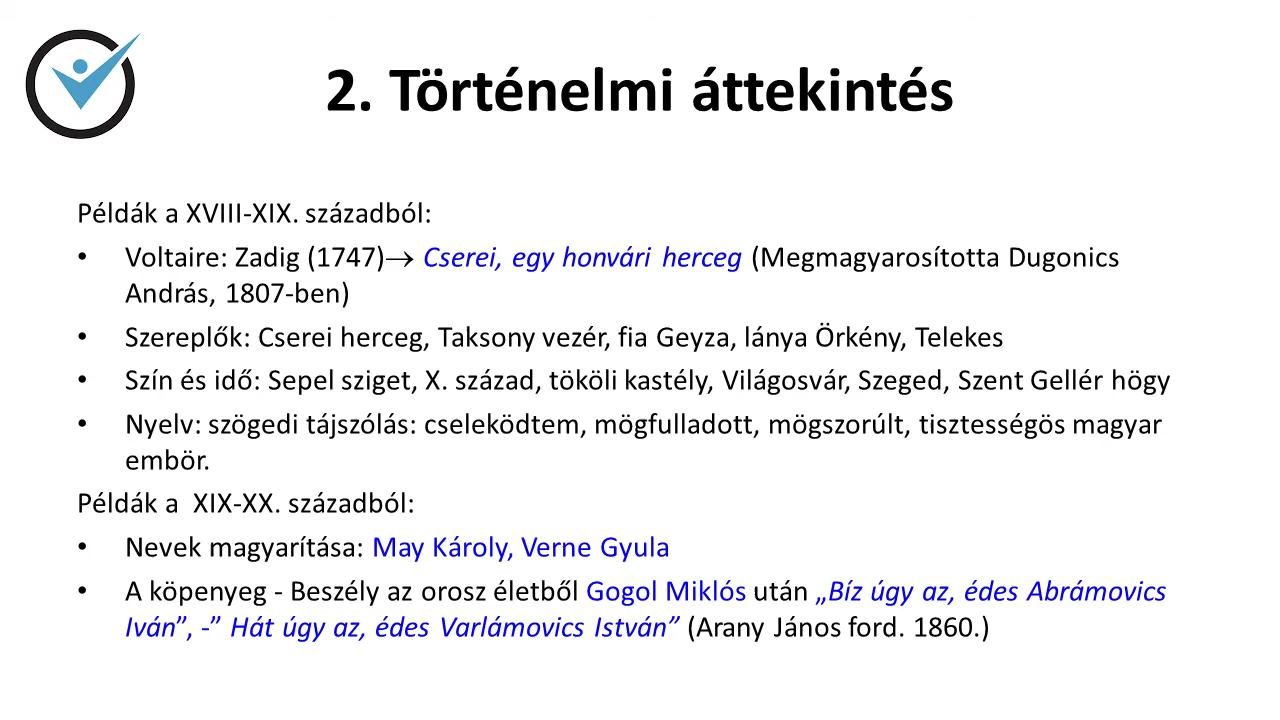 2. Történelmi áttekintés
Példák a XVIII-XIX. századból:
• Voltaire: Zadig (1747)→ Cserei, egy honvári herceg (Megmagyarosította Dugonics
András, 1807-ben)
• Szereplők: Cserei herceg, Taksony vezér, fia Geyza, lánya Örkény, Telekes
• Szín és idő: Sepel sziget, X. század, tököli kastély, Világosvár, Szeged, Szent Gellér högy
• Nyelv: szögedi tájszólás: cseleködtem, mögfulladott, mögszorúlt, tisztességös magyar
embör.
Példák a XIX-XX. századból:
• Nevek magyarítása: May Károly, Verne Gyula
• A köpenyeg - Beszély az orosz életből Gogol Miklós után „Bíz úgy az, édes Abrámovics
Iván”, -” Hát úgy az, édes Varlámovics István” (Arany János ford. 1860.)